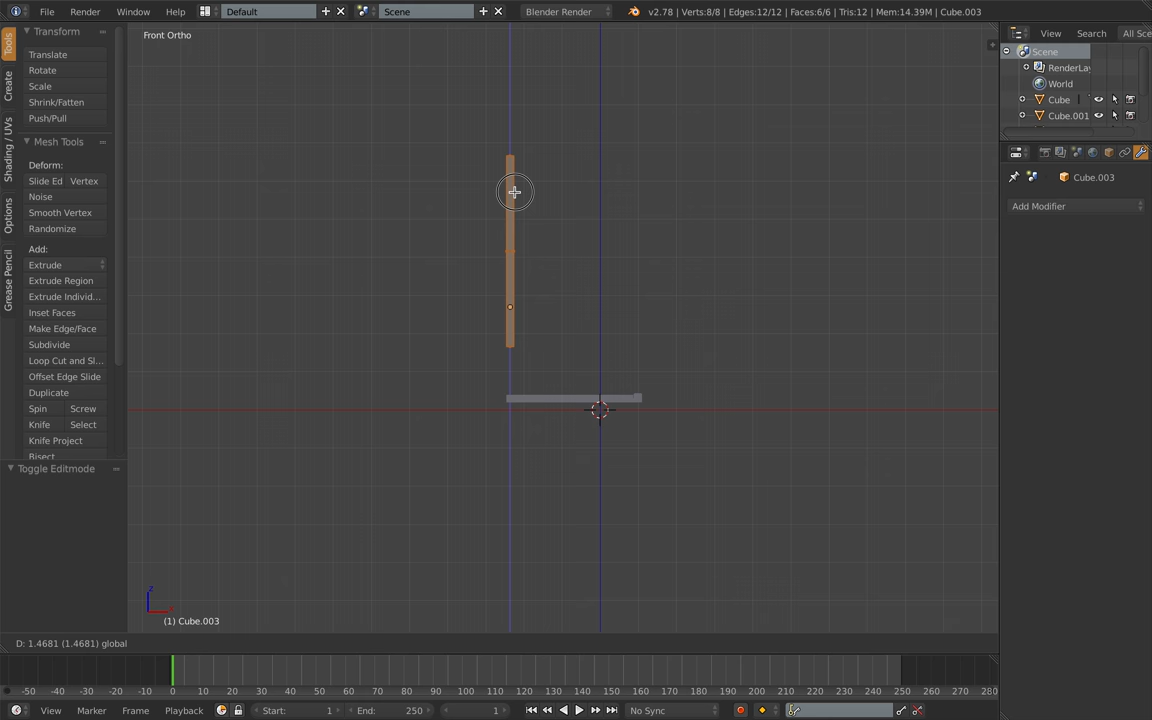 File Render Window Help Default Scene Blender Render v2.78 | Verts:8/8 | Edges:12/12 | Faces:6/6 | Tris:12 | Mem:14.39M | Cube.003
Tools
Create
Shading / UVs
Options
Grease Pencil
Transform
Translate
Rotate
Scale
Shrink/Fatten
Push/Pull
Mesh Tools
Deform:
Slide Ed Vertex
Noise
Smooth Vertex
Randomize
Add:
Extrude
Extrude Region
Extrude Individ...
Inset Faces
Make Edge/Face
Subdivide
Loop Cut and Sl...
Offset Edge Slide
Duplicate
Spin Screw
Knife Select
Knife Project
Bisect
Toggle Editmode
Front Ortho
z
(1) Cube.003
View Search All Sce
Scene
RenderLay
World
Cube
Cube.001
Cube.003
Add Modifier
D: 1.4681 (1.4681) global
-50 -40 -30 -20 -10 0 10 20 30 40 50 60 70 80 90 100 110 120 130 140 150 160 170 180 190 200 210 220 230 240 250 260 270 280
View Marker Frame Playback Start: 1 End: 250 1 No Sync